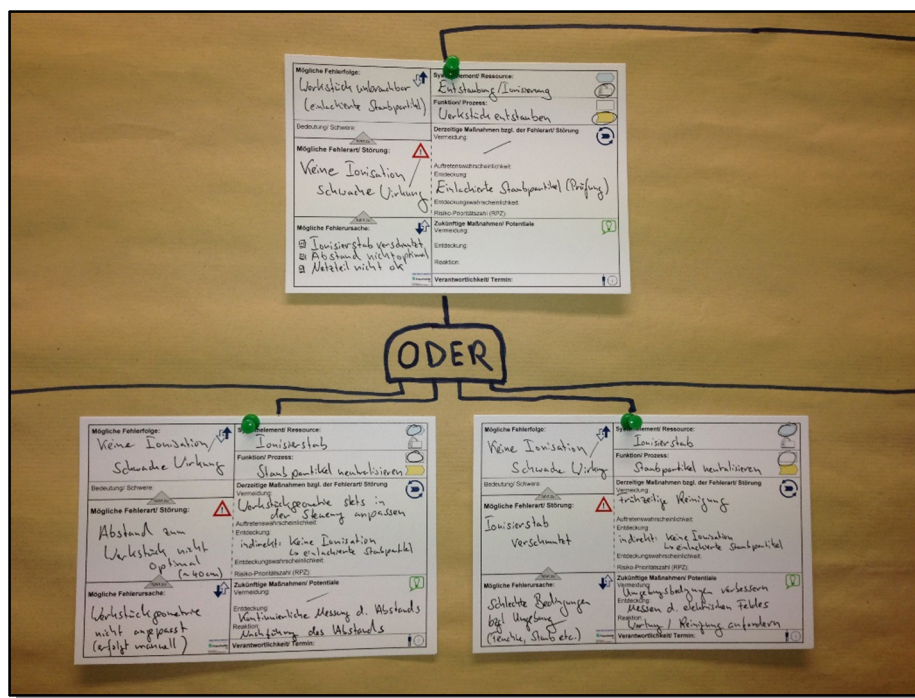 Mögliche Fehlerfolge:
Werkstück unbrauchbar
(einlackierte Staubpartikel)
Bedeutung/ Schwere:
Mögliche Fehlerart/ Störung:
Keine Ionisation /
schwache Wirkung
Mögliche Fehlerursache:
Ionisierstab verschmutzt
Abstand nicht optimal
Netzteil nicht ok
Systemelement/ Ressource:
Entstaubung/Ionisierung
Funktion/ Prozess:
Werkstück entstauben
Derzeitige Maßnahmen bzgl. der Fehlerart/ Störung
Vermeidung:
Auftretenswahrscheinlichkeit:
Entdeckung:
Einlackierte Staubpartikel (Prüfung)
Entdeckungswahrscheinlichkeit:
Risiko-Prioritätszahl (RPZ):
Zukünftige Maßnahmen/ Potentiale
Vermeidung:
Entdeckung:
Reaktion:
Verantwortlichkeit/ Termin:
ODER
Mögliche Fehlerfolge:
Keine Ionisation /
Schwache Wirkung
Bedeutung/ Schwere:
Mögliche Fehlerart/ Störung:
Abstand zum
Werkstück nicht
optimal
(~40cm)
Mögliche Fehlerursache:
Werkstückgeometrie
nicht angepasst
(erfolgt manuell)
Systemelement/ Ressource:
Ionisierstab
Funktion/ Prozess:
Staubpartikel neutralisieren
Derzeitige Maßnahmen bzgl. der Fehlerart/ Störung
Vermeidung:
Werkstückgeometrie stets in
der Steuerung anpassen
Auftretenswahrscheinlichkeit:
Entdeckung:
indirekt: Keine Ionisation
↳ einlackierte Staubpartikel
Entdeckungswahrscheinlichkeit:
Risiko-Prioritätszahl (RPZ):
Zukünftige Maßnahmen/ Potentiale
Vermeidung:
Entdeckung:
Kontinuierliche Messung d. Abstands
Reaktion:
Nachführung des Abstands
Verantwortlichkeit/ Termin:
Mögliche Fehlerfolge:
Keine Ionisation /
Schwache Wirkung
Bedeutung/ Schwere:
Mögliche Fehlerart/ Störung:
Ionisierstab
verschmutzt
Mögliche Fehlerursache:
Schlechte Bedingungen
bzgl. Umgebung
(Feuchte, Staub etc.)
Systemelement/ Ressource:
Ionisierstab
Funktion/ Prozess:
Staubpartikel neutralisieren
Derzeitige Maßnahmen bzgl. der Fehlerart/ Störung
Vermeidung:
frühzeitige Reinigung
Auftretenswahrscheinlichkeit:
Entdeckung:
indirekt: Keine Ionisation
↳ einlackierte Staubpartikel
Entdeckungswahrscheinlichkeit:
Risiko-Prioritätszahl (RPZ):
Zukünftige Maßnahmen/ Potentiale
Vermeidung:
Umgebungsbedingungen verbessern
Entdeckung:
Messen d. elektrischen Feldes
Reaktion:
Wartung / Reinigung anfordern
Verantwortlichkeit/ Termin: